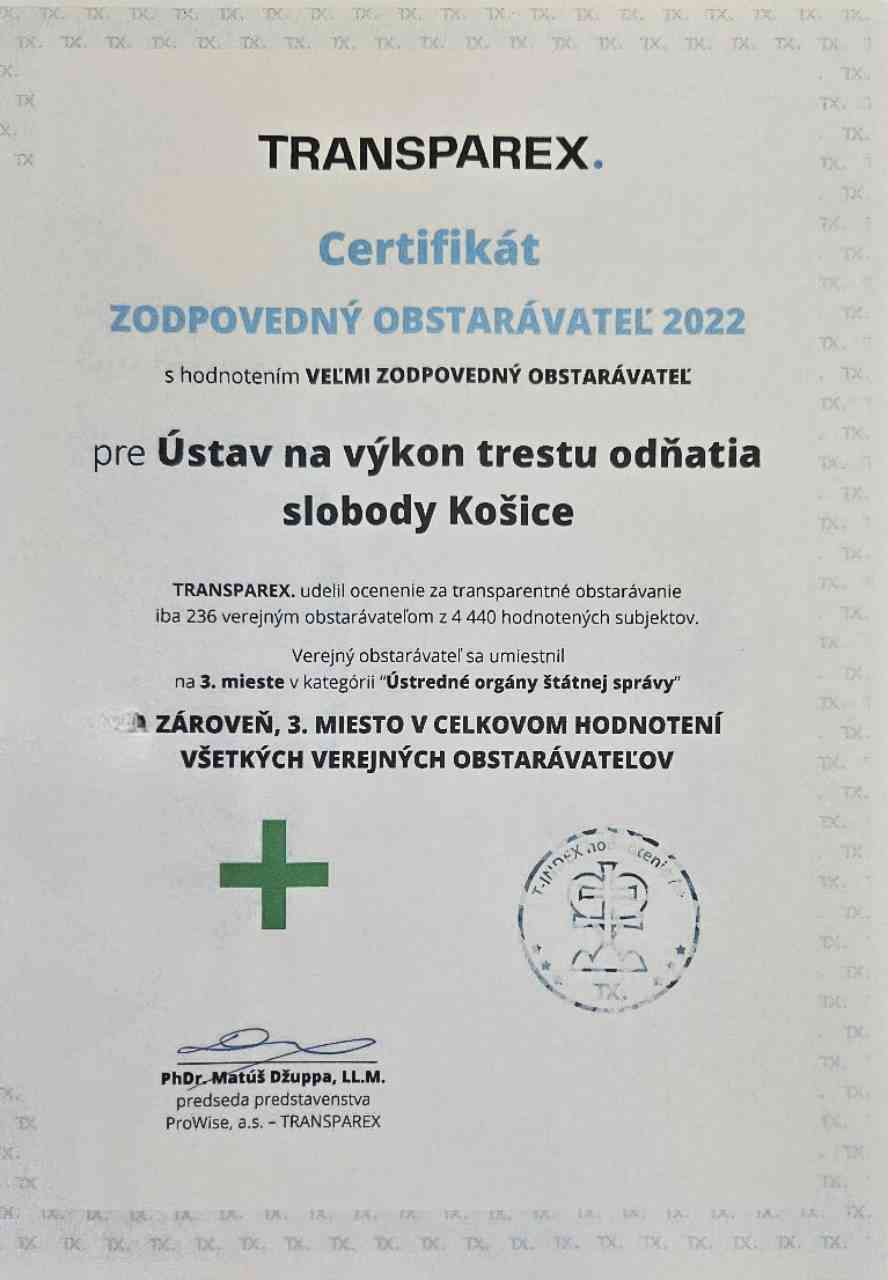 TRANSPAREX.
Certifikát
ZODPOVEDNÝ OBSTARÁVATEĽ 2022
s hodnotením VEĽMI ZODPOVEDNÝ OBSTARÁVATEĽ
pre Ústav na výkon trestu odňatia
slobody Košice
TRANSPAREX. udelil ocenenie za transparentné obstarávanie
iba 236 verejným obstarávateľom z 4 440 hodnotených subjektov.
Verejný obstarávateľ sa umiestnil
na 3. mieste v kategórii “Ústredné orgány štátnej správy”
A ZÁROVEŇ, 3. MIESTO V CELKOVOM HODNOTENÍ
VŠETKÝCH VEREJNÝCH OBSTARÁVATEĽOV
T-INDEX
TX.
PhDr. Matúš Džuppa, LL.M.
predseda predstavenstva
ProWise, a.s. – TRANSPAREX